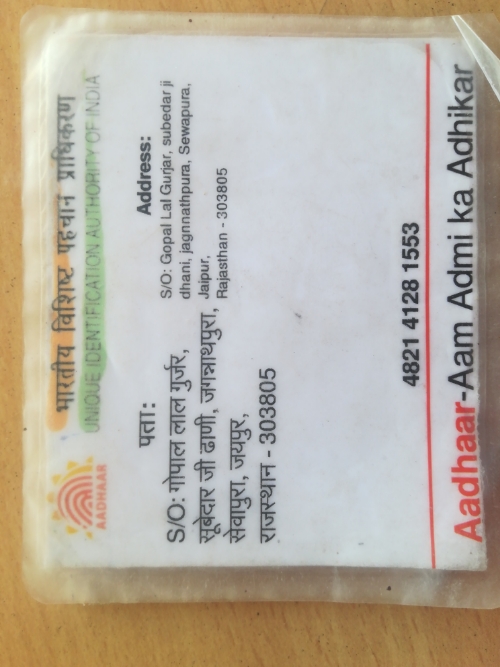 भारतीय विशिष्ट पहचान प्राधिकरण
UNIQUE IDENTIFICATION AUTHORITY OF INDIA
AADHAAR
पता:
S/O: गोपाल लाल गुर्जर,
सूबेदार जी ढाणी, जगन्नाथपुरा,
सेवापुरा, जयपुर,
राजस्थान - 303805
Address:
S/O: Gopal Lal Gurjar, subedar ji
dhani, jagnnathpura, Sewapura,
Jaipur,
Rajasthan - 303805
4821 4128 1553
Aadhaar-Aam Admi ka Adhikar